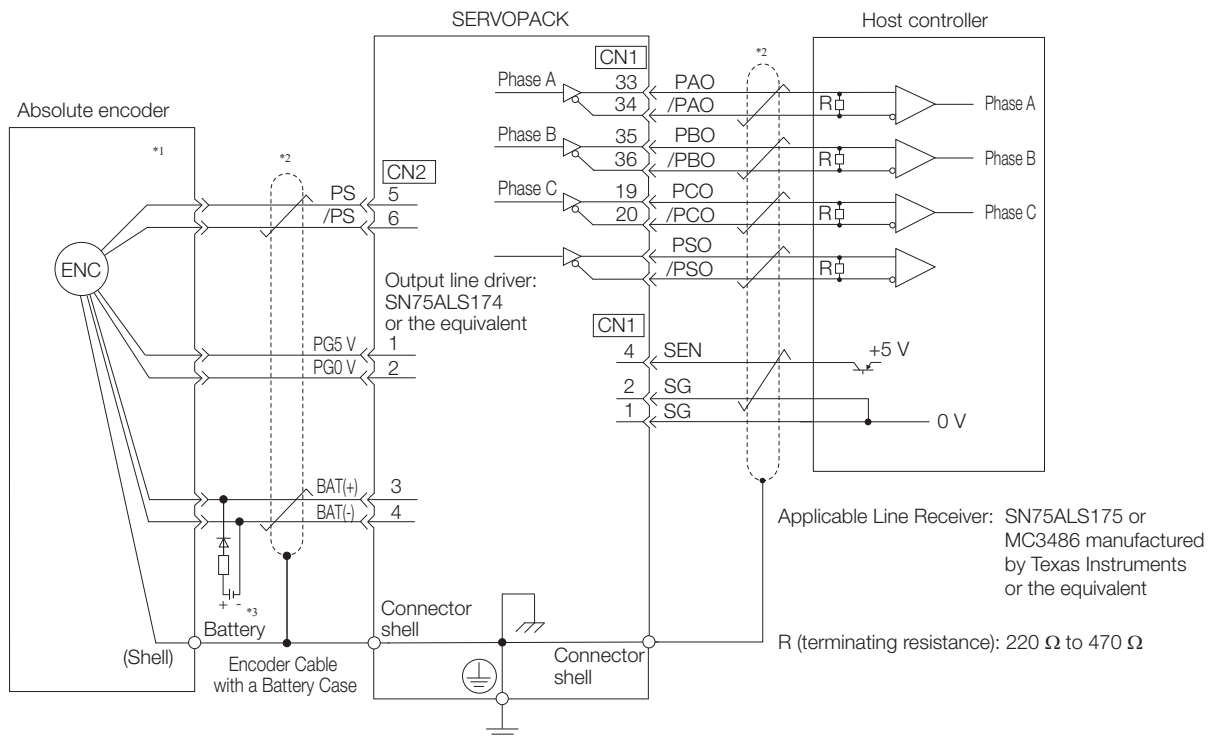 SERVOPACK
Host controller
Absolute encoder
*1
*2
CN2
PS 5
/PS 6
ENC
PG5 V 1
PG0 V 2
BAT(+) 3
BAT(-) 4
+ - *3
Battery
(Shell)
Encoder Cable
with a Battery Case
Connector
shell
CN1
Phase A 33 PAO
34 /PAO
Phase B 35 PBO
36 /PBO
Phase C 19 PCO
20 /PCO
PSO
/PSO
Output line driver:
SN75ALS174
or the equivalent
CN1
4 SEN
2 SG
1 SG
Connector
shell
*2
R Phase A
R Phase B
R Phase C
R
+5 V
0 V
Applicable Line Receiver: SN75ALS175 or
MC3486 manufactured
by Texas Instruments
or the equivalent
R (terminating resistance): 220 Ω to 470 Ω